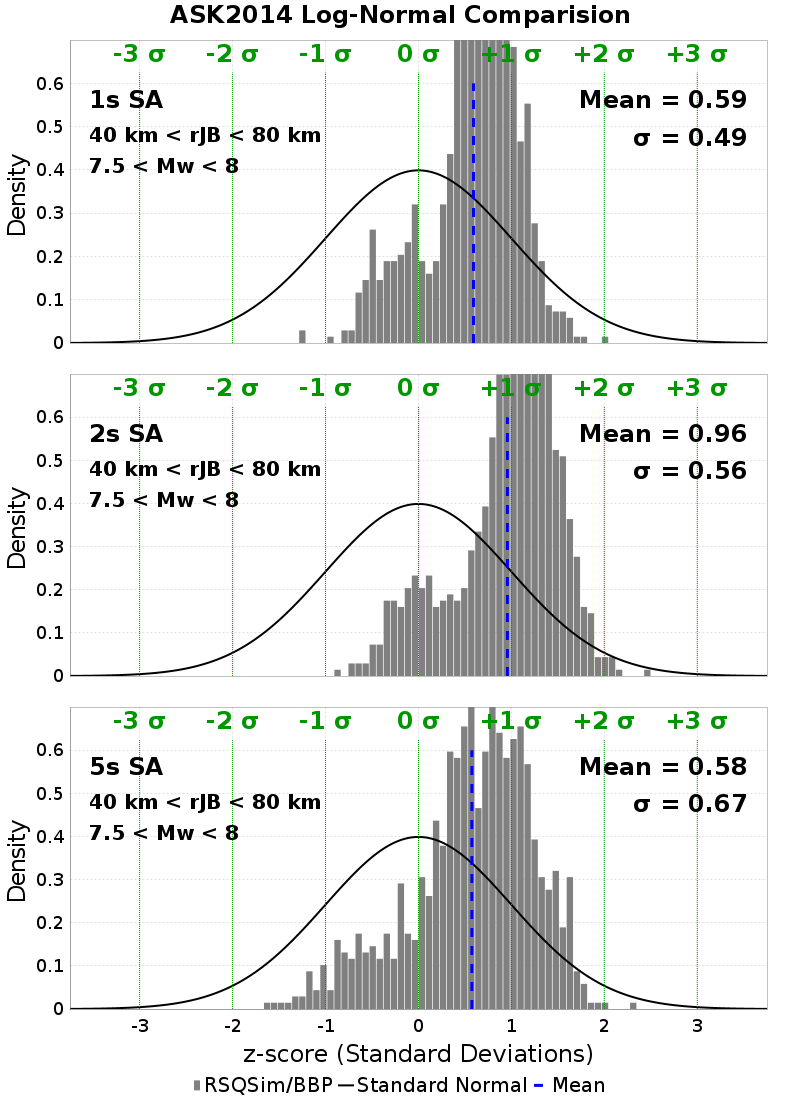 ASK2014 Log-Normal Comparision
-3 σ -2 σ -1 σ 0 σ +1 σ +2 σ +3 σ
1s SA
40 km < rJB < 80 km
7.5 < Mw < 8
Mean = 0.59
σ = 0.49
Density
0.6
0.5
0.4
0.3
0.2
0.1
0
-3 σ -2 σ -1 σ 0 σ +1 σ +2 σ +3 σ
2s SA
40 km < rJB < 80 km
7.5 < Mw < 8
Mean = 0.96
σ = 0.56
Density
0.6
0.5
0.4
0.3
0.2
0.1
0
-3 σ -2 σ -1 σ 0 σ +1 σ +2 σ +3 σ
5s SA
40 km < rJB < 80 km
7.5 < Mw < 8
Mean = 0.58
σ = 0.67
Density
0.6
0.5
0.4
0.3
0.2
0.1
0
-3 -2 -1 0 1 2 3
z-score (Standard Deviations)
RSQSim/BBP Standard Normal Mean